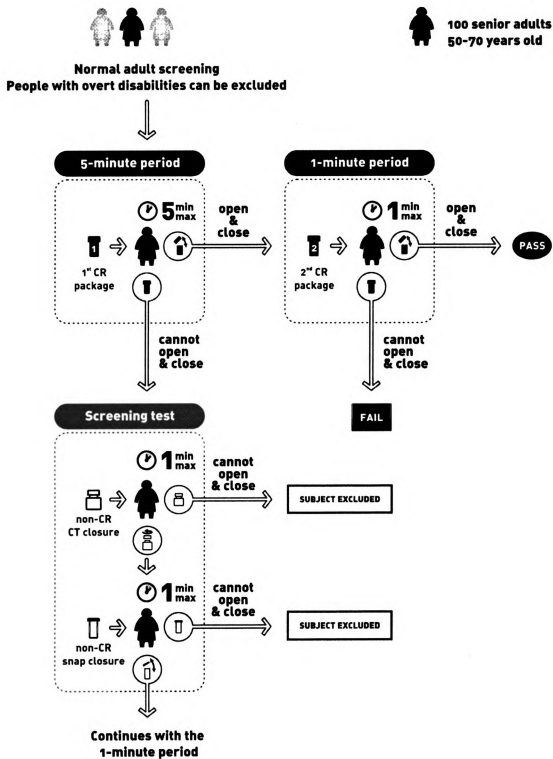 100 senior adults
50-70 years old
Normal adult screening
People with overt disabilities can be excluded
5-minute period
5 min max
open
&
close
1
1st CR
package
cannot
open
& close
1-minute period
1 min max
open
&
close
PASS
2
2nd CR
package
cannot
open
& close
FAIL
Screening test
1 min max
cannot
open
& close
SUBJECT EXCLUDED
non-CR
CT closure
1 min max
cannot
open
& close
SUBJECT EXCLUDED
non-CR
snap closure
Continues with the
1-minute period